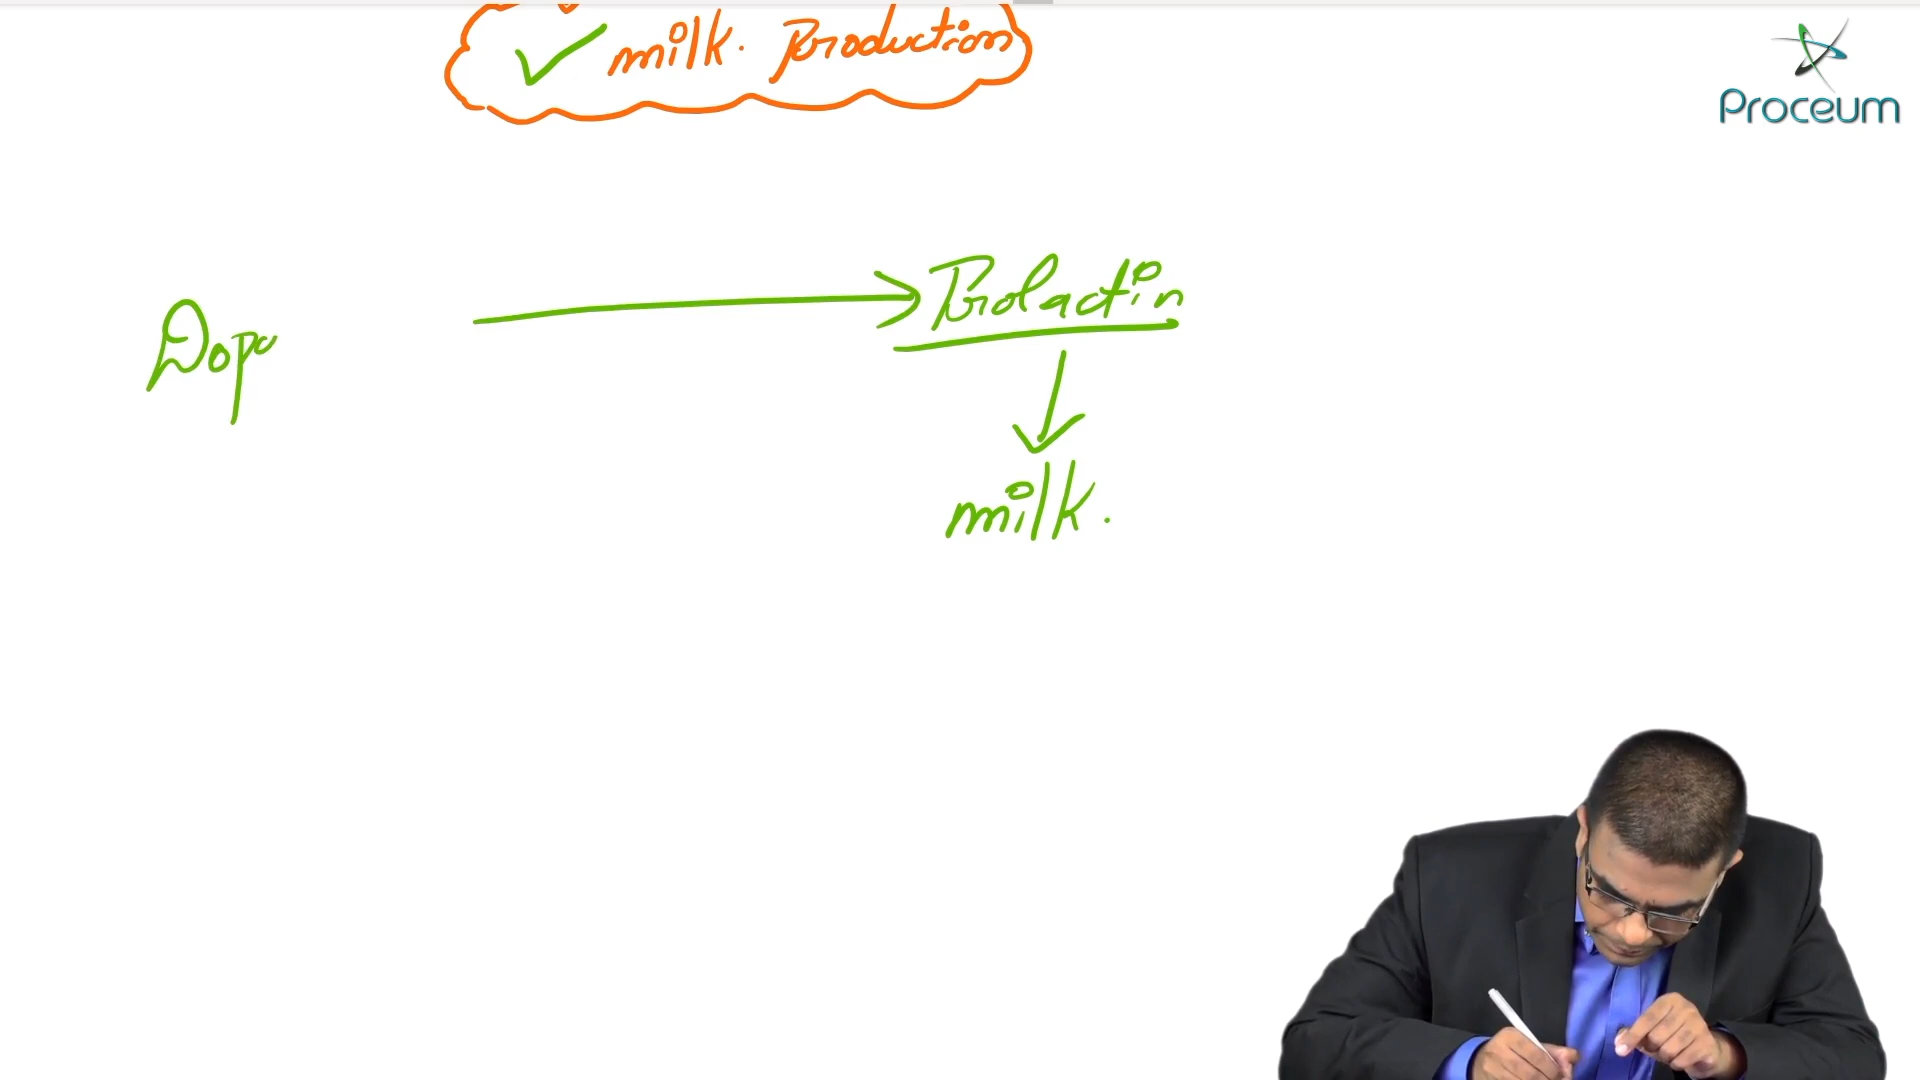 milk. Production
Proceum
Prolactin
Dopa
milk.